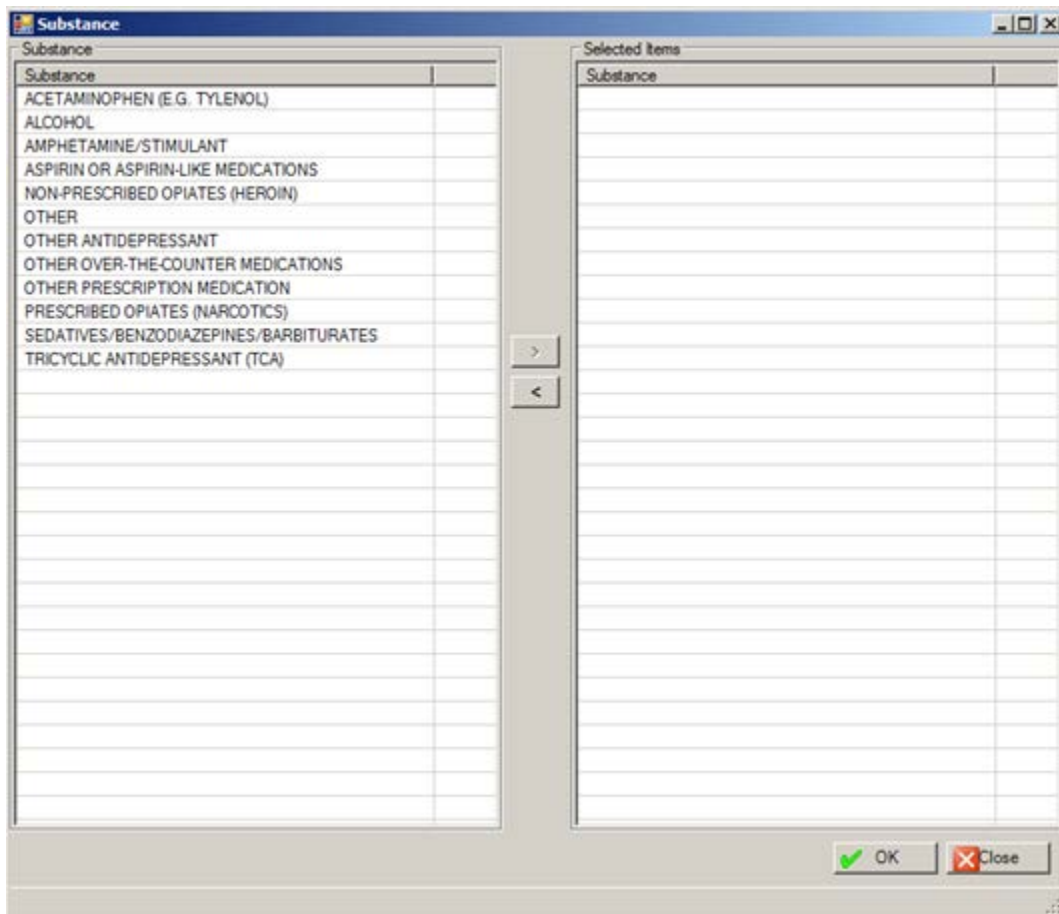 Substance
Substance
Substance
ACETAMINOPHEN (E.G. TYLENOL)
ALCOHOL
AMPHETAMINE/STIMULANT
ASPIRIN OR ASPIRIN-LIKE MEDICATIONS
NON-PRESCRIBED OPIATES (HEROIN)
OTHER
OTHER ANTIDEPRESSANT
OTHER OVER-THE-COUNTER MEDICATIONS
OTHER PRESCRIPTION MEDICATION
PRESCRIBED OPIATES (NARCOTICS)
SEDATIVES/BENZODIAZEPINES/BARBITURATES
TRICYCLIC ANTIDEPRESSANT (TCA)
>
<
Selected Items
Substance
OK
Close